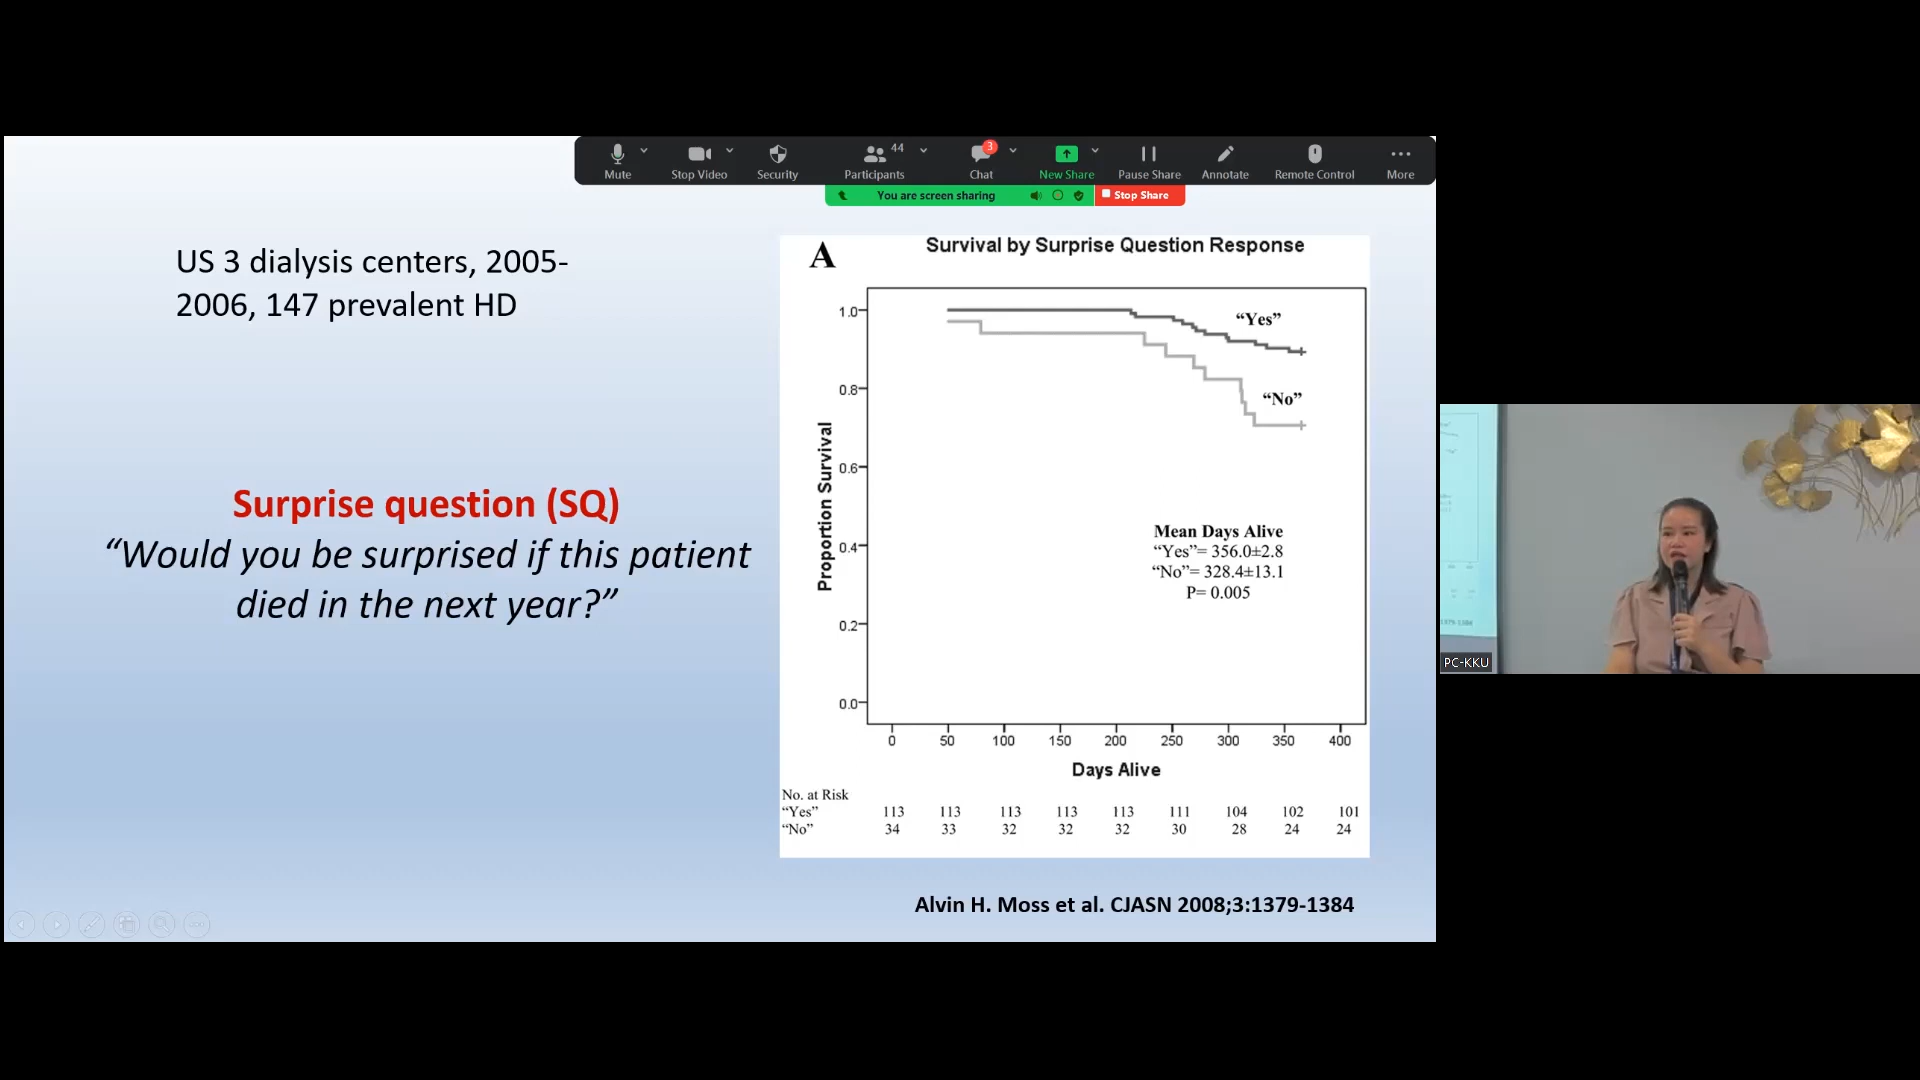 Mute
Stop Video
Security
Participants
44
Chat
3
New Share
Pause Share
Annotate
Remote Control
More
You are screen sharing
Stop Share
US 3 dialysis centers, 2005-
2006, 147 prevalent HD
Surprise question (SQ)
“Would you be surprised if this patient
died in the next year?”
A
Survival by Surprise Question Response
1.0
0.8
0.6
0.4
0.2
0.0
Proportion Survival
“Yes”
“No”
Mean Days Alive
“Yes”= 356.0±2.8
“No”= 328.4±13.1
P= 0.005
0 50 100 150 200 250 300 350 400
Days Alive
No. at Risk
“Yes” 113 113 113 113 113 111 104 102 101
“No” 34 33 32 32 32 30 28 24 24
Alvin H. Moss et al. CJASN 2008;3:1379-1384
PC-KKU